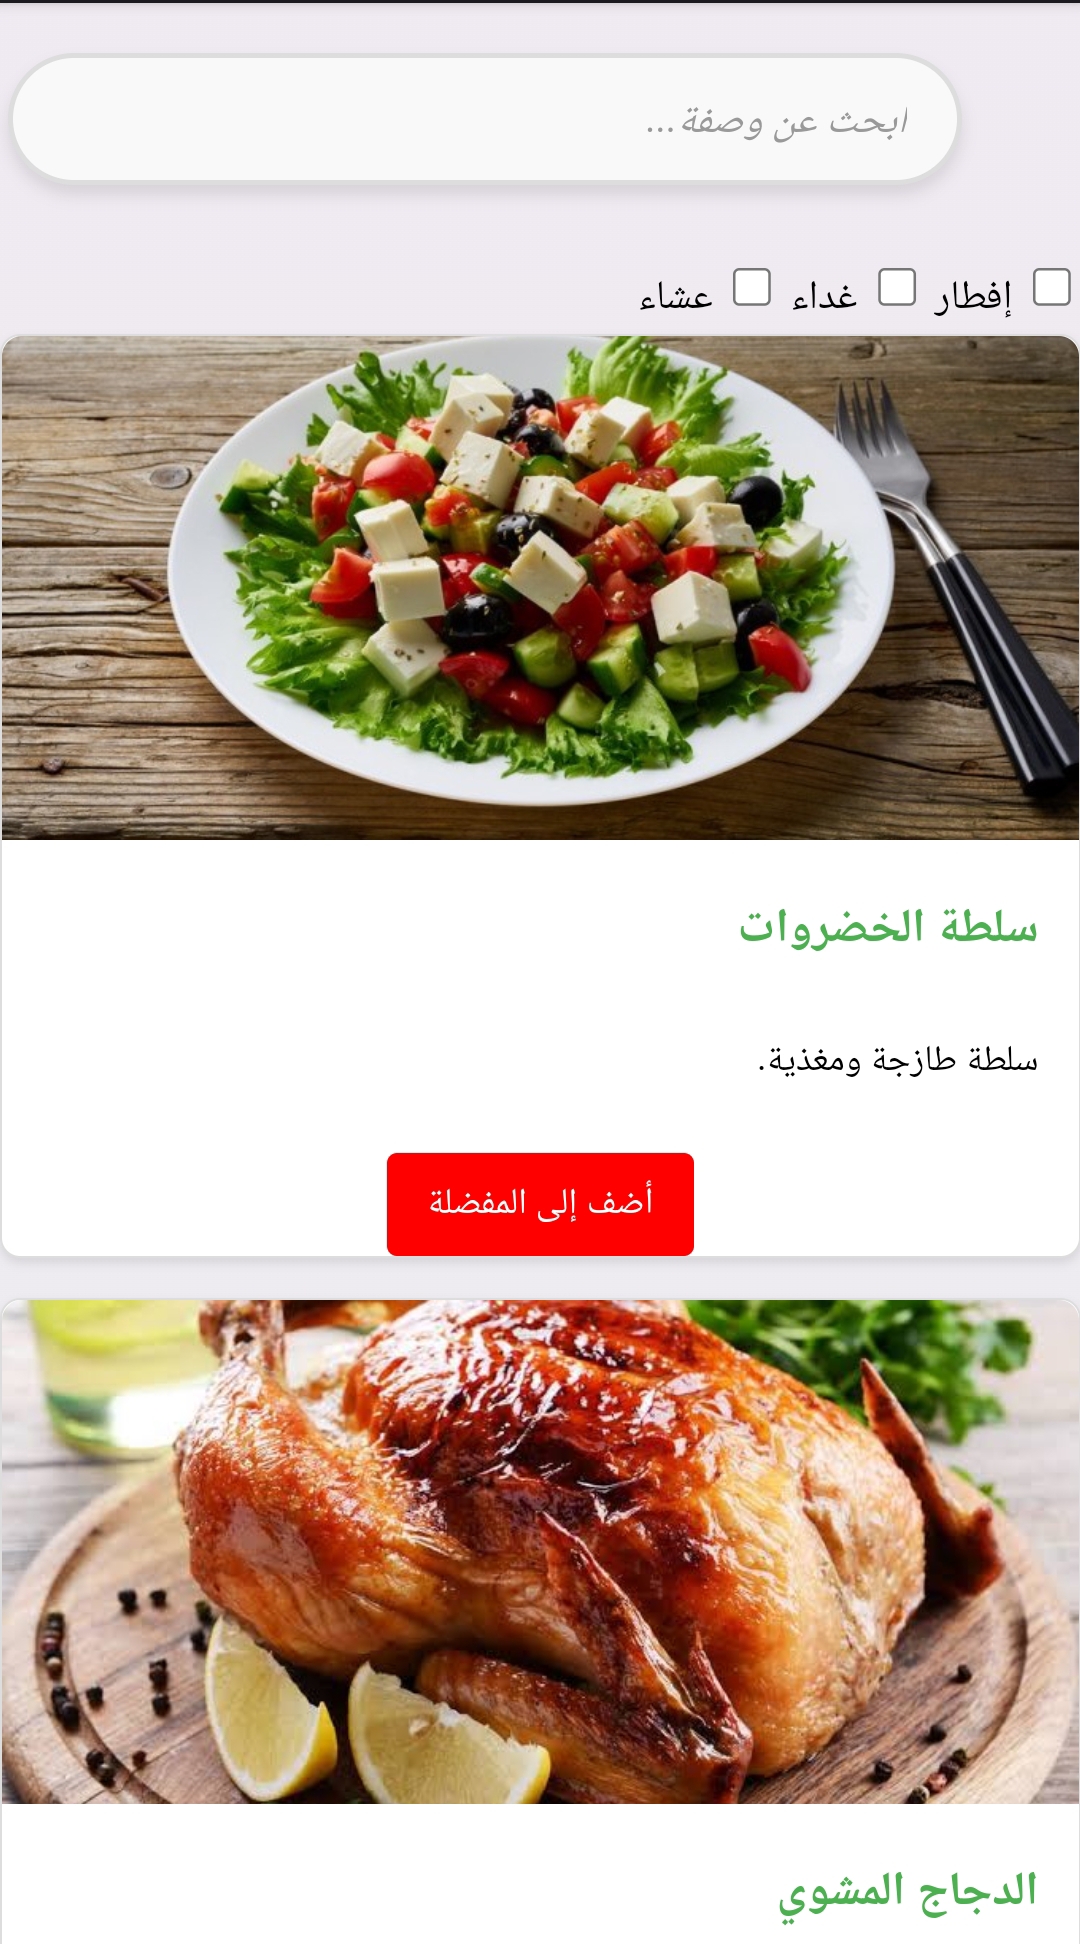 ابحث عن وصفة...
إفطار غداء عشاء
سلطة الخضروات
سلطة طازجة ومغذية.
أضف إلى المفضلة
الدجاج المشوي